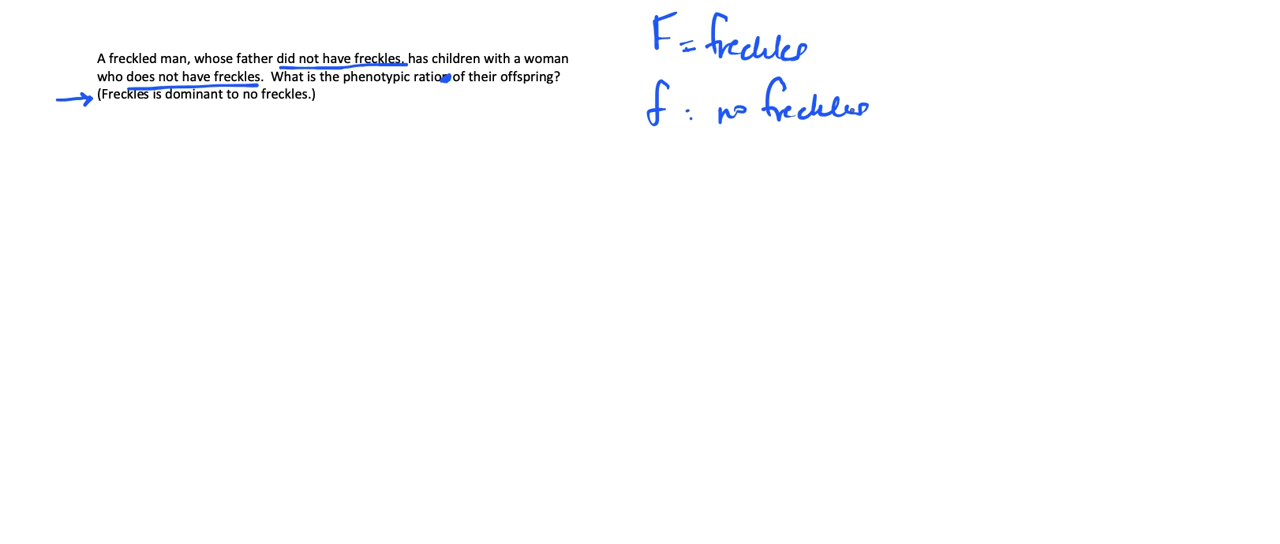 A freckled man, whose father did not have freckles, has children with a woman
who does not have freckles. What is the phenotypic ratio of their offspring?
(Freckles is dominant to no freckles.)
F = freckles
f : no freckles